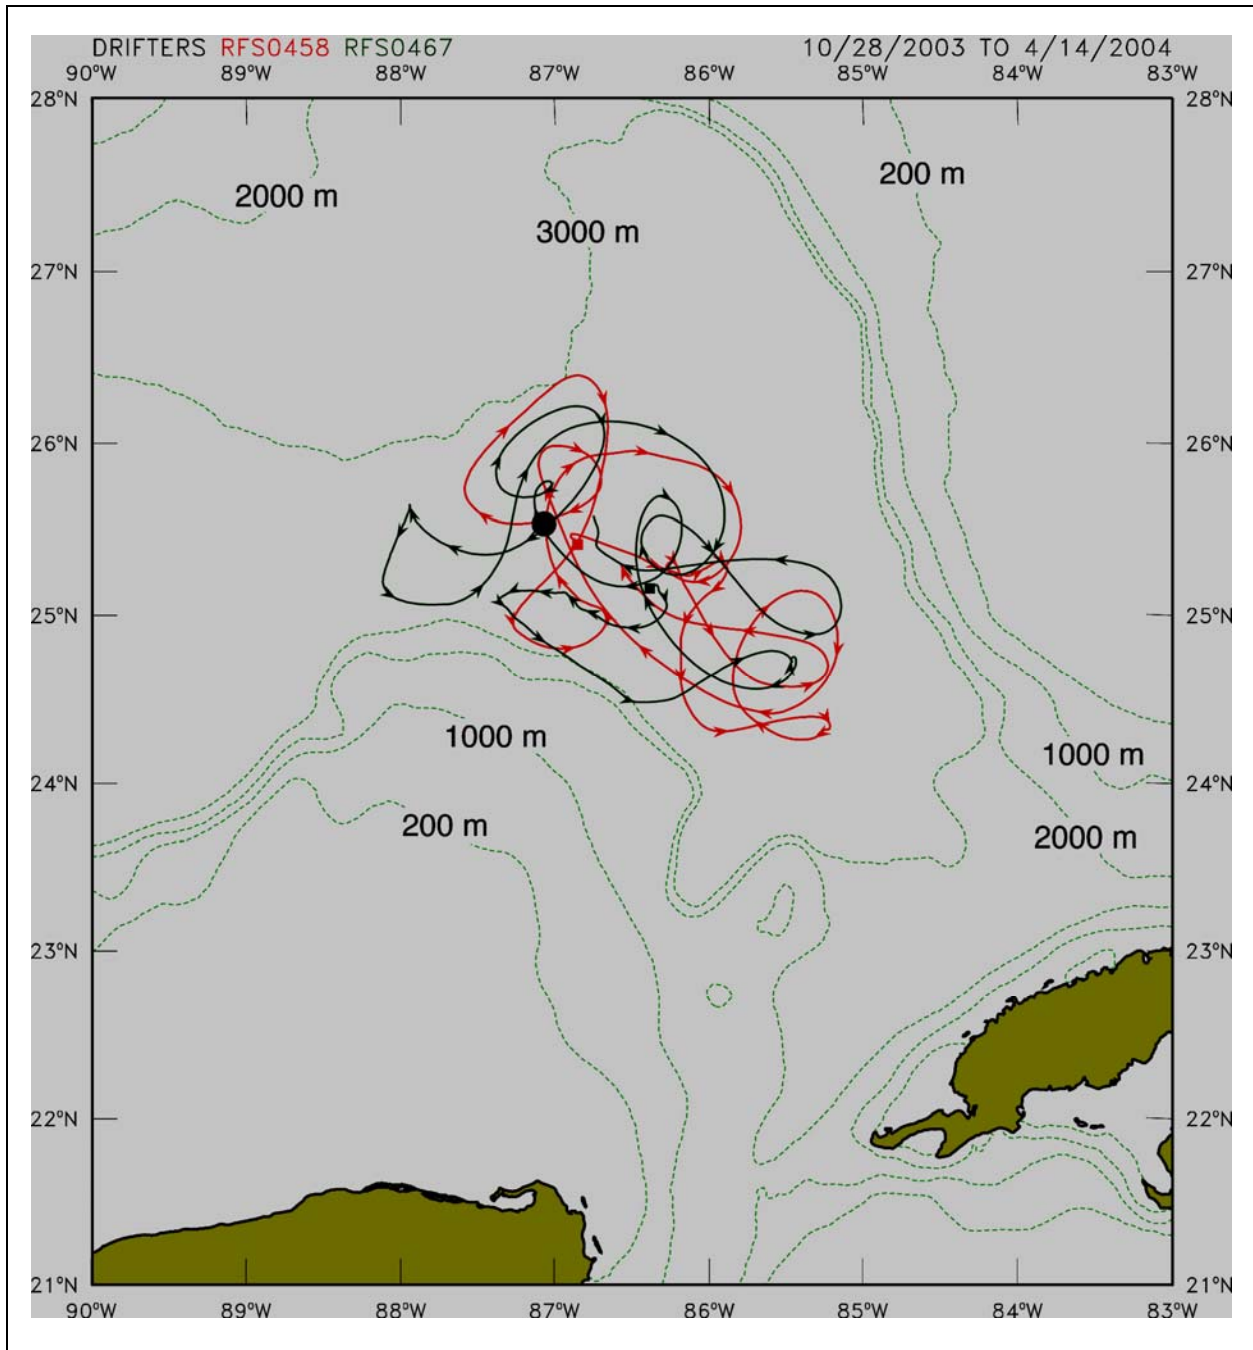 DRIFTERS RFS0458 RFS0467 10/28/2003 TO 4/14/2004
90°W 89°W 88°W 87°W 86°W 85°W 84°W 83°W
28°N 28°N
200 m
2000 m
3000 m
27°N 27°N
26°N 26°N
25°N 25°N
1000 m
1000 m
24°N 24°N
200 m
2000 m
23°N 23°N
22°N 22°N
21°N 21°N
90°W 89°W 88°W 87°W 86°W 85°W 84°W 83°W